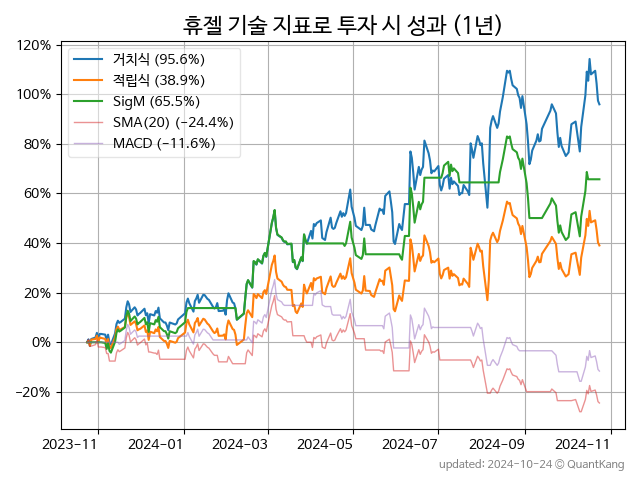 휴젤 기술 지표로 투자 시 성과 (1년)
120%
100%
80%
60%
40%
20%
0%
−20%
거치식 (95.6%)
적립식 (38.9%)
SigM (65.5%)
SMA(20) (−24.4%)
MACD (−11.6%)
2023−11 2024−01 2024−03 2024−05 2024−07 2024−09 2024−11
updated: 2024-10-24 © QuantKang